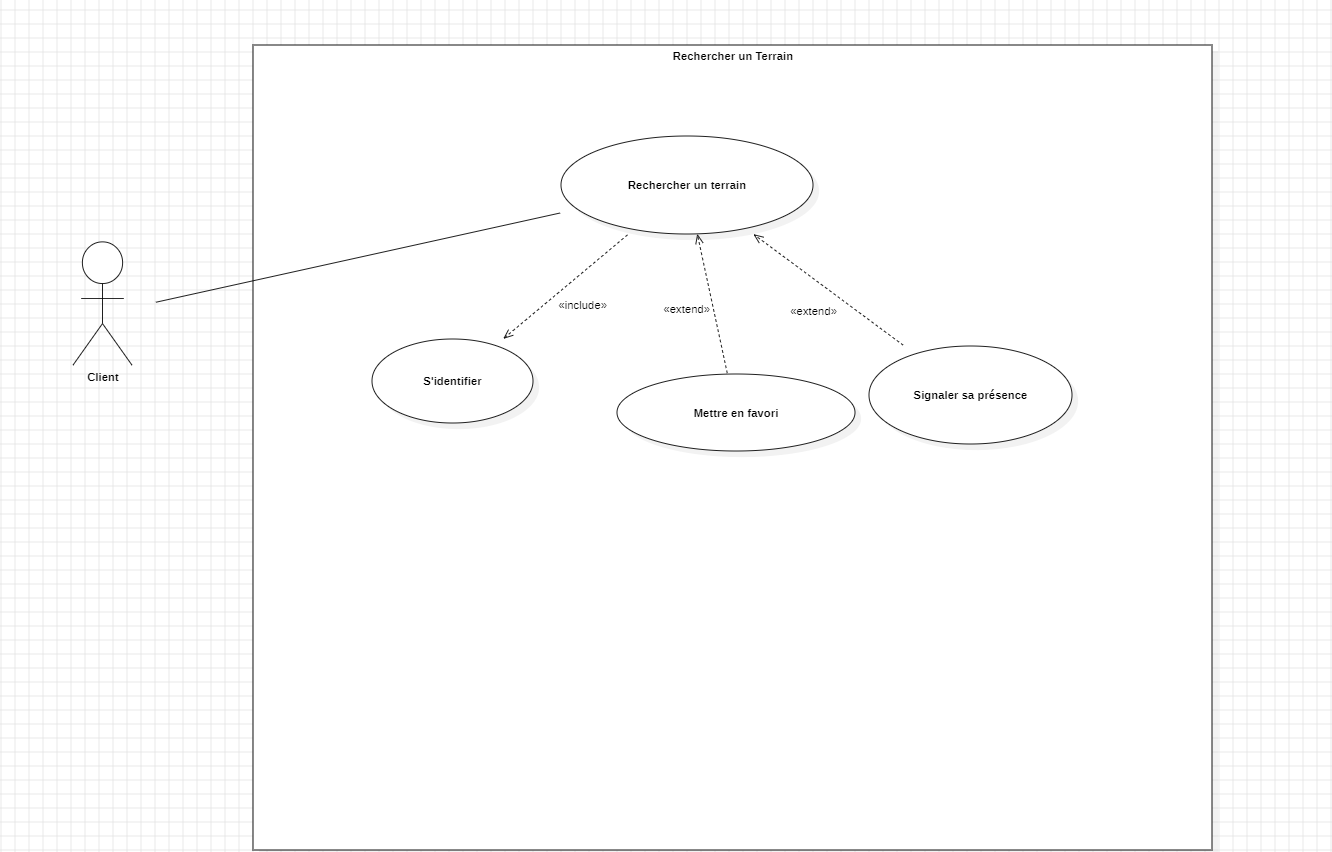 Rechercher un Terrain
Rechercher un terrain
«include»
«extend»
«extend»
Client
S'identifier
Mettre en favori
Signaler sa présence